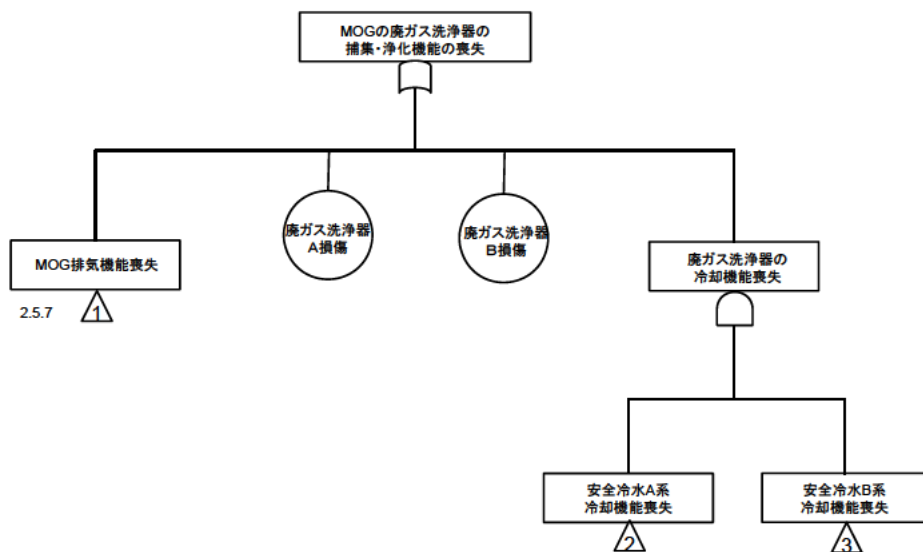 MOGの廃ガス洗浄器の
捕集・浄化機能の喪失
MOG排気機能喪失
2.5.7
1
廃ガス洗浄器
A損傷
廃ガス洗浄器
B損傷
廃ガス洗浄器の
冷却機能喪失
安全冷水A系
冷却機能喪失
2
安全冷水B系
冷却機能喪失
3